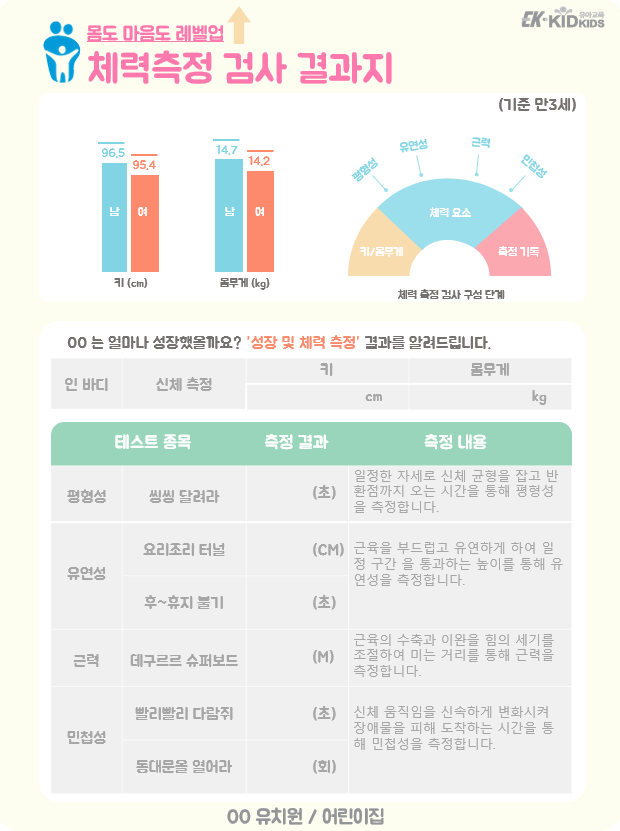 EK-KID 유아교육 KIDS
몸도 마음도 레벨업
체력측정 검사 결과지
(기준 만3세)
96.5
95.4
남
여
키 (cm)
14.7
14.2
남
여
몸무게 (kg)
평형성
유연성
근력
민첩성
체력 요소
키/몸무게
측정 기록
체력 측정 검사 구성 단계
00 는 얼마나 성장했을까요? '성장 및 체력 측정' 결과를 알려드립니다.
인 바디
신체 측정
키
몸무게
cm
kg
테스트 종목
측정 결과
측정 내용
평형성
씽씽 달려라
(초)
일정한 자세로 신체 균형을 잡고 반
환점까지 오는 시간을 통해 평형성
을 측정합니다.
유연성
요리조리 터널
(CM)
후~휴지 불기
(초)
근육을 부드럽고 유연하게 하여 일
정 구간 을 통과하는 높이를 통해 유
연성을 측정합니다.
근력
데구르르 슈퍼보드
(M)
근육의 수축과 이완을 힘의 세기를
조절하여 미는 거리를 통해 근력을
측정합니다.
민첩성
빨리빨리 다람쥐
(초)
동대문을 열어라
(회)
신체 움직임을 신속하게 변화시켜
장애물을 피해 도착하는 시간을 통
해 민첩성을 측정합니다.
00 유치원 / 어린이집